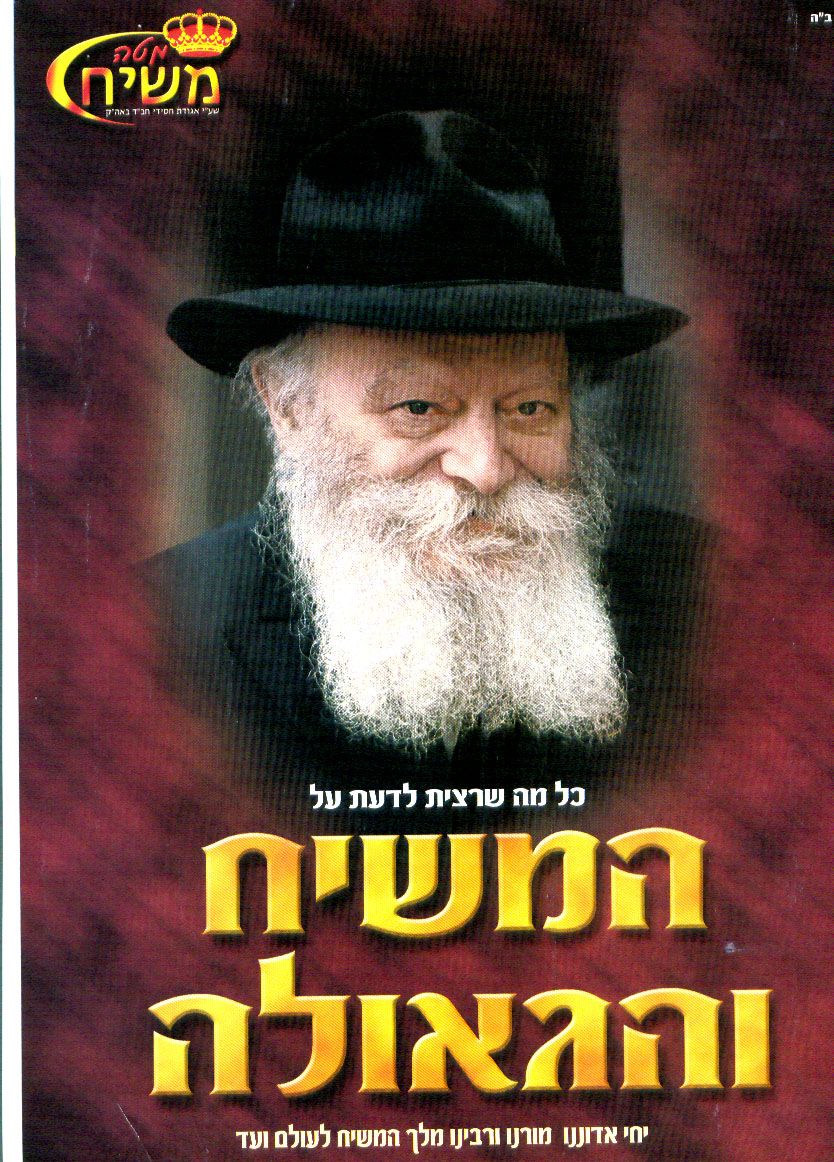 ב"ה
מטה
משיח
שע"י אגודת חסידי חב"ד באה"ק
כל מה שרצית לדעת על
המשיח
והגאולה
יחי אדוננו מורנו ורבינו מלך המשיח לעולם ועד